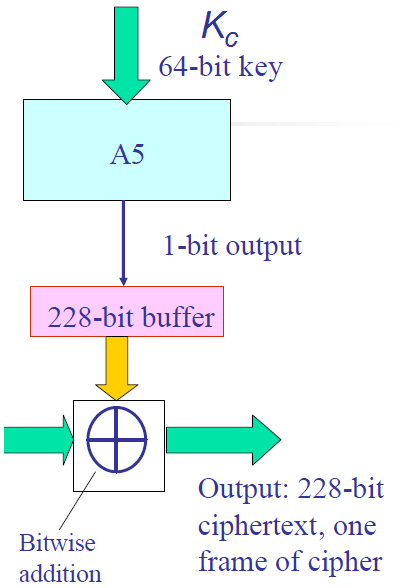 Kc
64-bit key
A5
1-bit output
228-bit buffer
Output: 228-bit
ciphertext, one
frame of cipher
Bitwise
addition